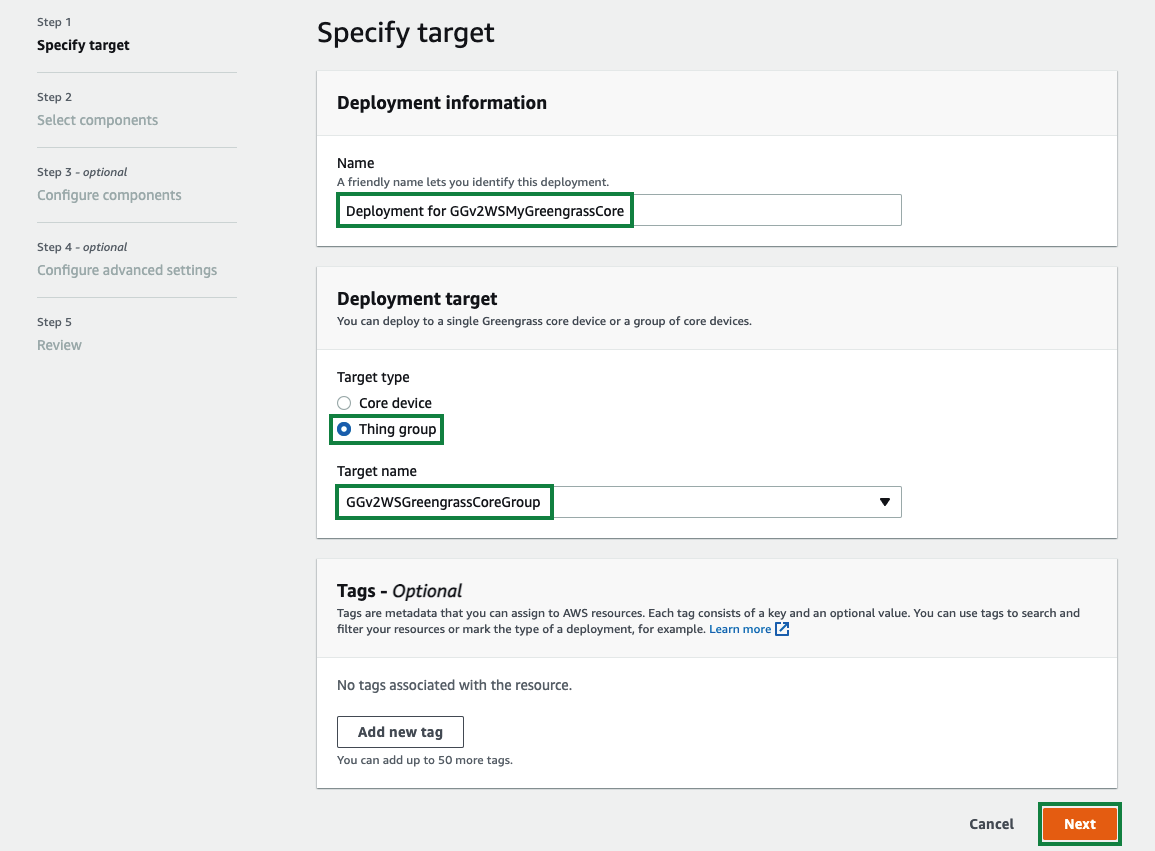 Step 1
Specify target
Step 2
Select components
Step 3 - optional
Configure components
Step 4 - optional
Configure advanced settings
Step 5
Review
Specify target
Deployment information
Name
A friendly name lets you identify this deployment.
Deployment for GGv2WSMyGreengrassCore
Deployment target
You can deploy to a single Greengrass core device or a group of core devices.
Target type
Core device
Thing group
Target name
GGv2WSGreengrassCoreGroup
Tags - Optional
Tags are metadata that you can assign to AWS resources. Each tag consists of a key and an optional value. You can use tags to search and
filter your resources or mark the type of a deployment, for example. Learn more
No tags associated with the resource.
Add new tag
You can add up to 50 more tags.
Cancel
Next